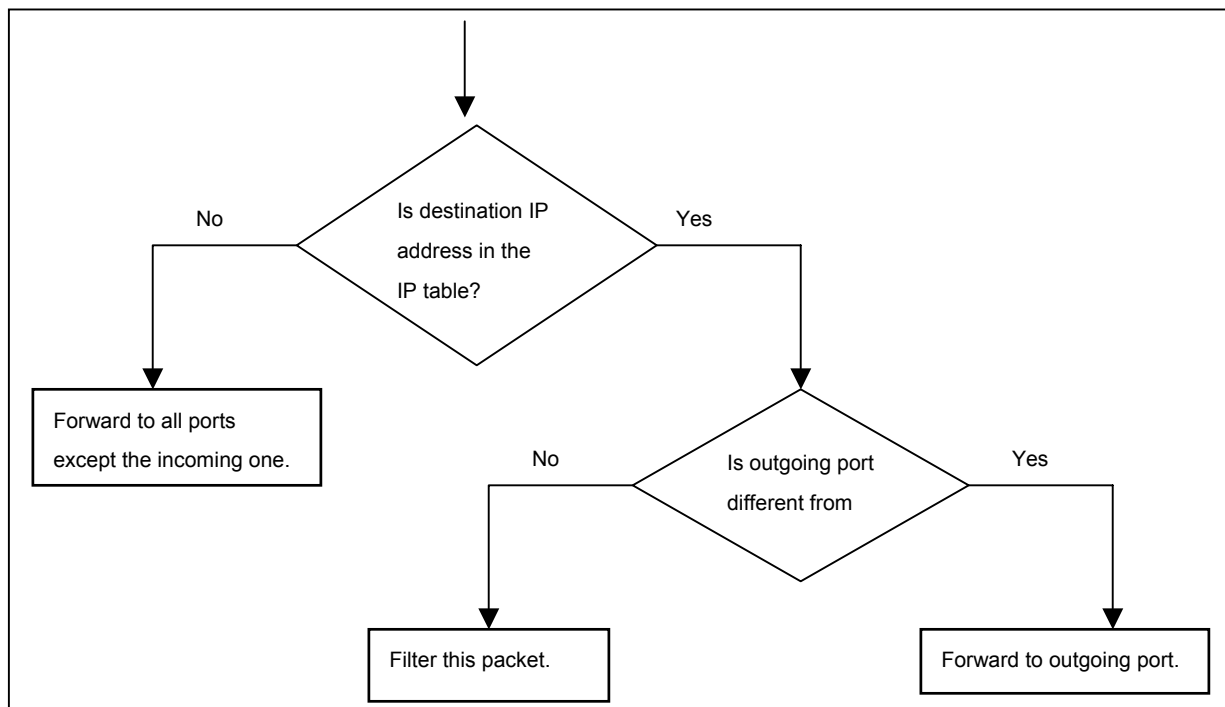 Is destination IP
address in the
IP table?
No
Yes
Forward to all ports
except the incoming one.
Is outgoing port
different from
No
Yes
Filter this packet.
Forward to outgoing port.